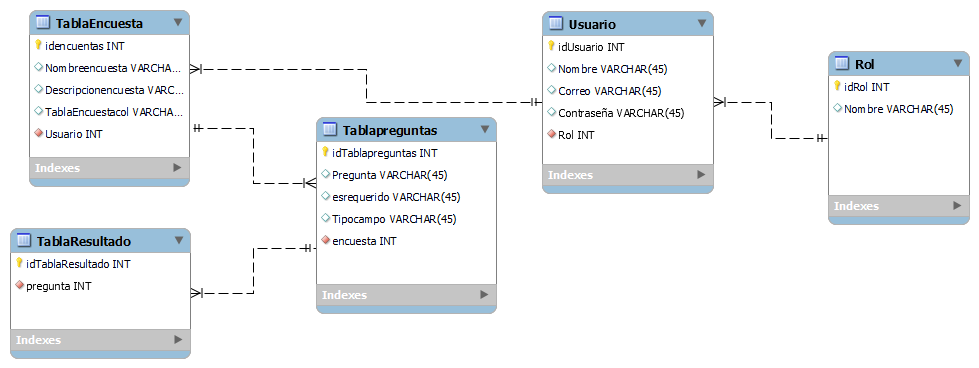 TablaEncuesta
idencuentas INT
Nombreencuesta VARCHA...
Descripcionencuesta VARC...
TablaEncuestacol VARCHA...
Usuario INT
Indexes
Usuario
idUsuario INT
Nombre VARCHAR(45)
Correo VARCHAR(45)
Contraseña VARCHAR(45)
Rol INT
Indexes
Rol
idRol INT
Nombre VARCHAR(45)
Indexes
Tablapreguntas
idTablapreguntas INT
Pregunta VARCHAR(45)
esrequerido VARCHAR(45)
Tipocampo VARCHAR(45)
encuesta INT
Indexes
TablaResultado
idTablaResultado INT
pregunta INT
Indexes